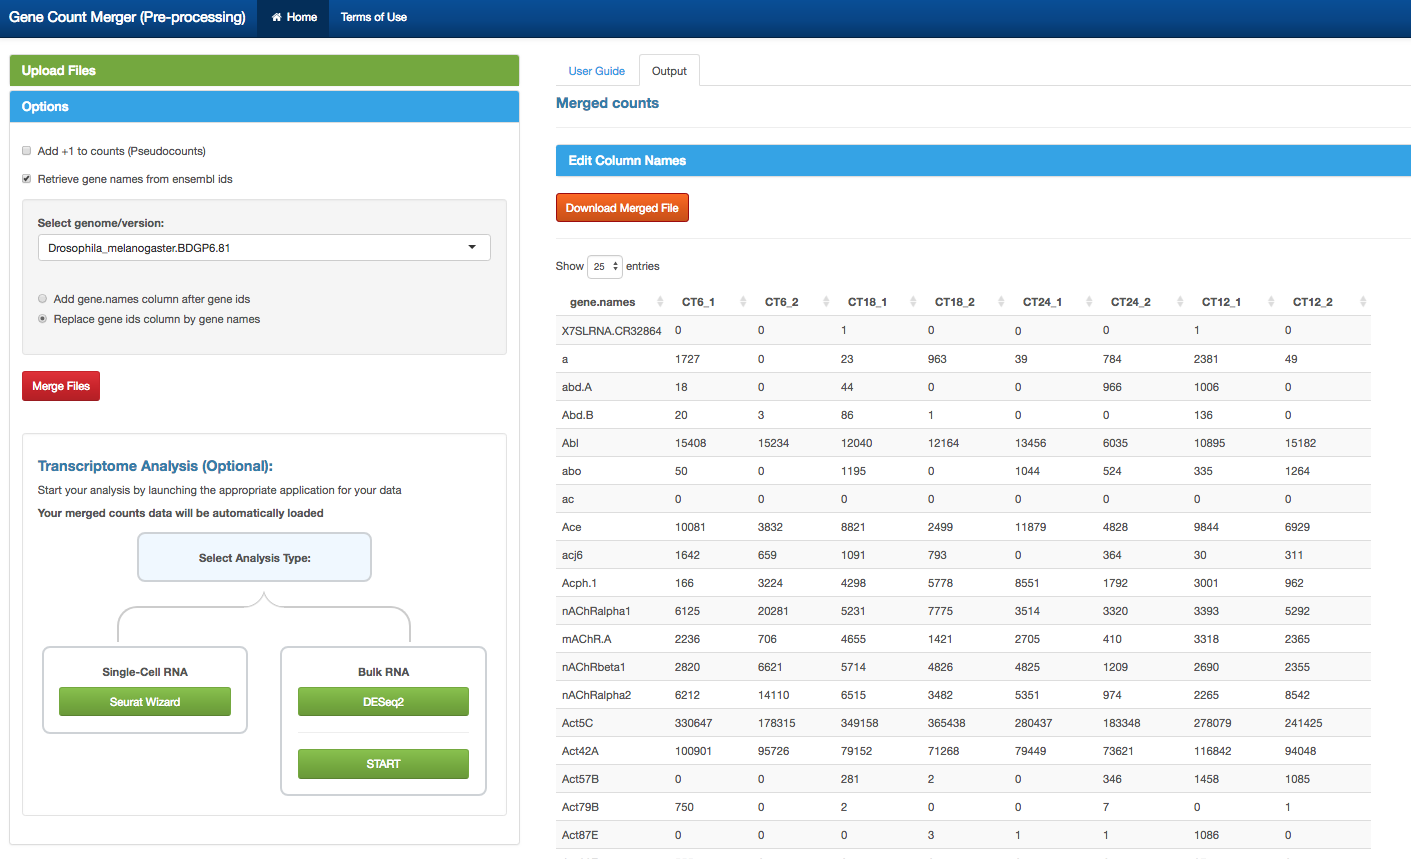 Gene Count Merger (Pre-processing) Home Terms of Use
Upload Files
Options
Add +1 to counts (Pseudocounts)
Retrieve gene names from ensembl ids
Select genome/version:
Drosophila_melanogaster.BDGP6.81
Add gene.names column after gene ids
Replace gene ids column by gene names
Merge Files
Transcriptome Analysis (Optional):
Start your analysis by launching the appropriate application for your data
Your merged counts data will be automatically loaded
Select Analysis Type:
Single-Cell RNA
Seurat Wizard
Bulk RNA
DESeq2
START
User Guide Output
Merged counts
Edit Column Names
Download Merged File
Show 25 entries
gene.names CT6_1 CT6_2 CT18_1 CT18_2 CT24_1 CT24_2 CT12_1 CT12_2
X7SLRNA.CR32864 0 0 1 0 0 0 1 0
a 1727 0 23 963 39 784 2381 49
abd.A 18 0 44 0 0 966 1006 0
Abd.B 20 3 86 1 0 0 136 0
Abl 15408 15234 12040 12164 13456 6035 10895 15182
abo 50 0 1195 0 1044 524 335 1264
ac 0 0 0 0 0 0 0 0
Ace 10081 3832 8821 2499 11879 4828 9844 6929
acj6 1642 659 1091 793 0 364 30 311
Acph.1 166 3224 4298 5778 8551 1792 3001 962
nAChRalpha1 6125 20281 5231 7775 3514 3320 3393 5292
mAChR.A 2236 706 4655 1421 2705 410 3318 2365
nAChRbeta1 2820 6621 5714 4826 4825 1209 2690 2355
nAChRalpha2 6212 14110 6515 3482 5351 974 2265 8542
Act5C 330647 178315 349158 365438 280437 183348 278079 241425
Act42A 100901 95726 79152 71268 79449 73621 116842 94048
Act57B 0 0 281 2 0 346 1458 1085
Act79B 750 0 2 0 0 7 0 1
Act87E 0 0 0 3 1 1 1086 0